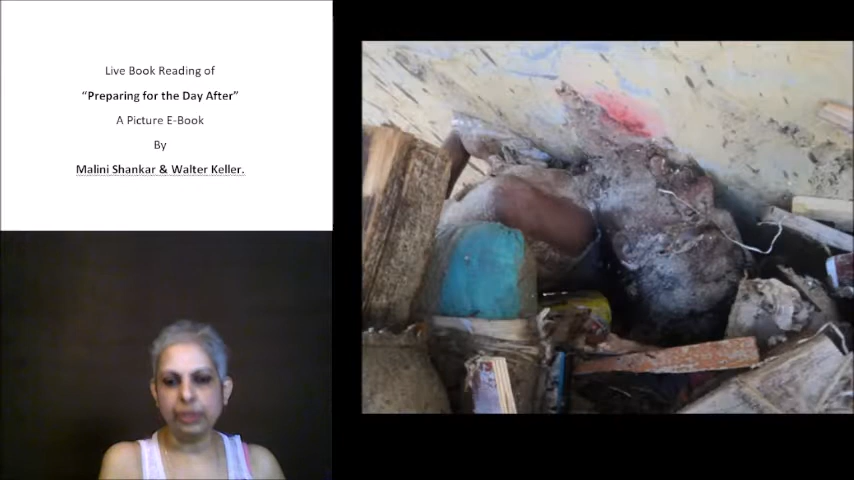 Live Book Reading of
“Preparing for the Day After”
A Picture E-Book
By
Malini Shankar & Walter Keller.